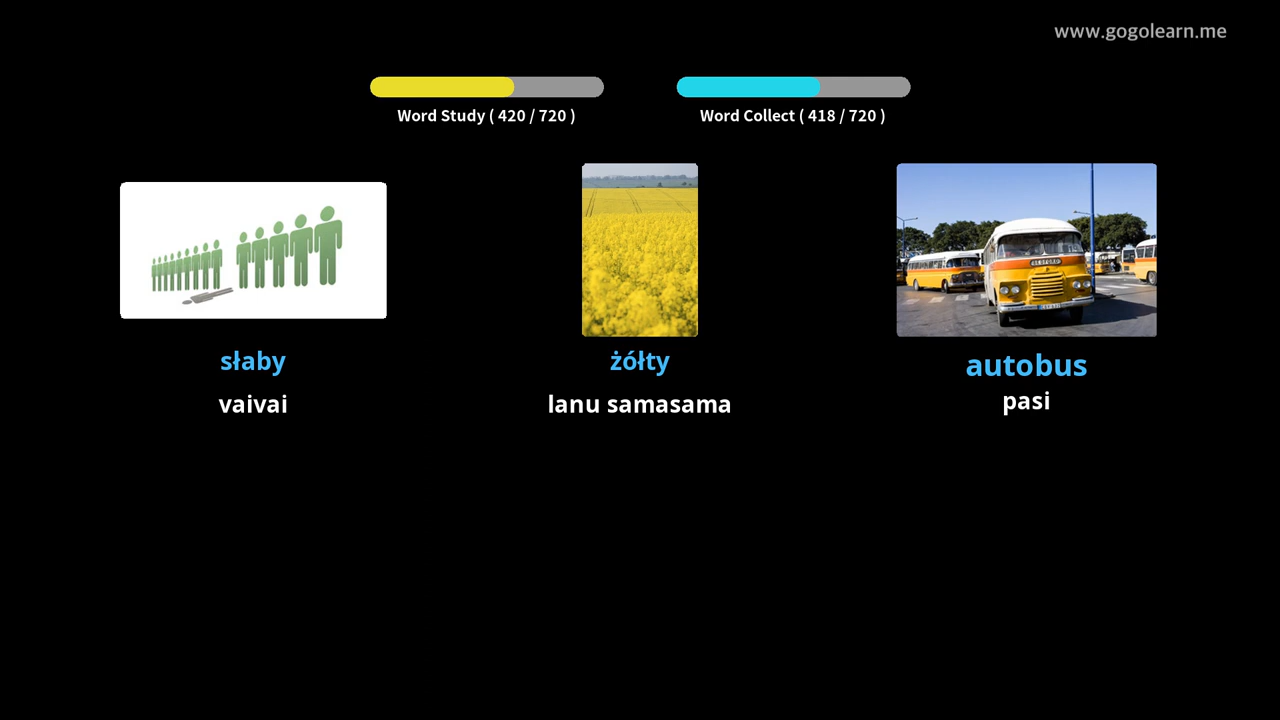 www.gogolearn.me
Word Study ( 420 / 720 )
Word Collect ( 418 / 720 )
słaby
żółty
autobus
vaivai
lanu samasama
pasi